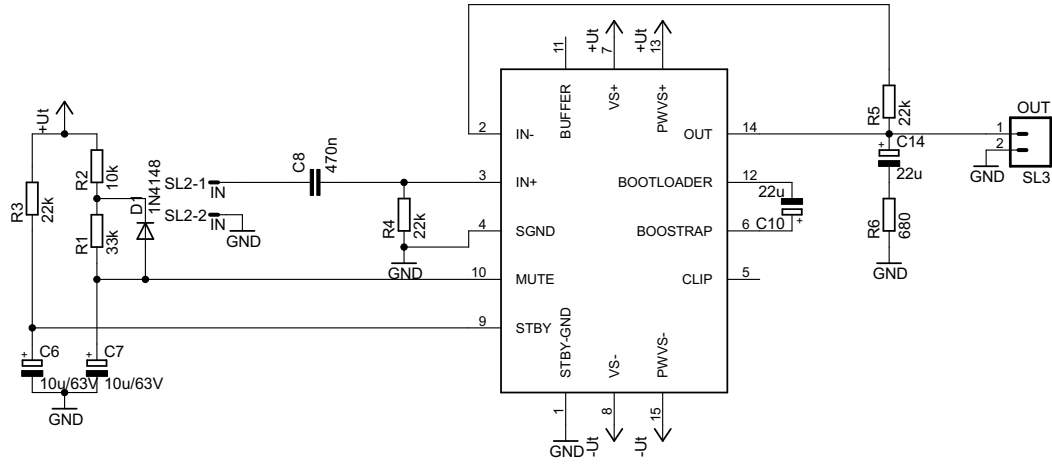 +Ut
R3
22k
R2
10k
R1
33k
D1
1N4148
C6
+
10u/63V
C7
+
10u/63V
GND
SL2-1
IN
SL2-2
IN
GND
C8
470n
R4
22k
GND
2
IN-
3
IN+
4
SGND
10
MUTE
9
STBY
11
BUFFER
+Ut
7
VS+
+Ut
13
PWVS+
OUT
14
BOOTLOADER
12
BOOSTRAP
6
CLIP
5
STBY-GND
1
GND
VS-
8
-Ut
PWVS-
15
-Ut
22u
C10
+
R5
22k
+
C14
22u
R6
680
GND
OUT
1
2
SL3
GND